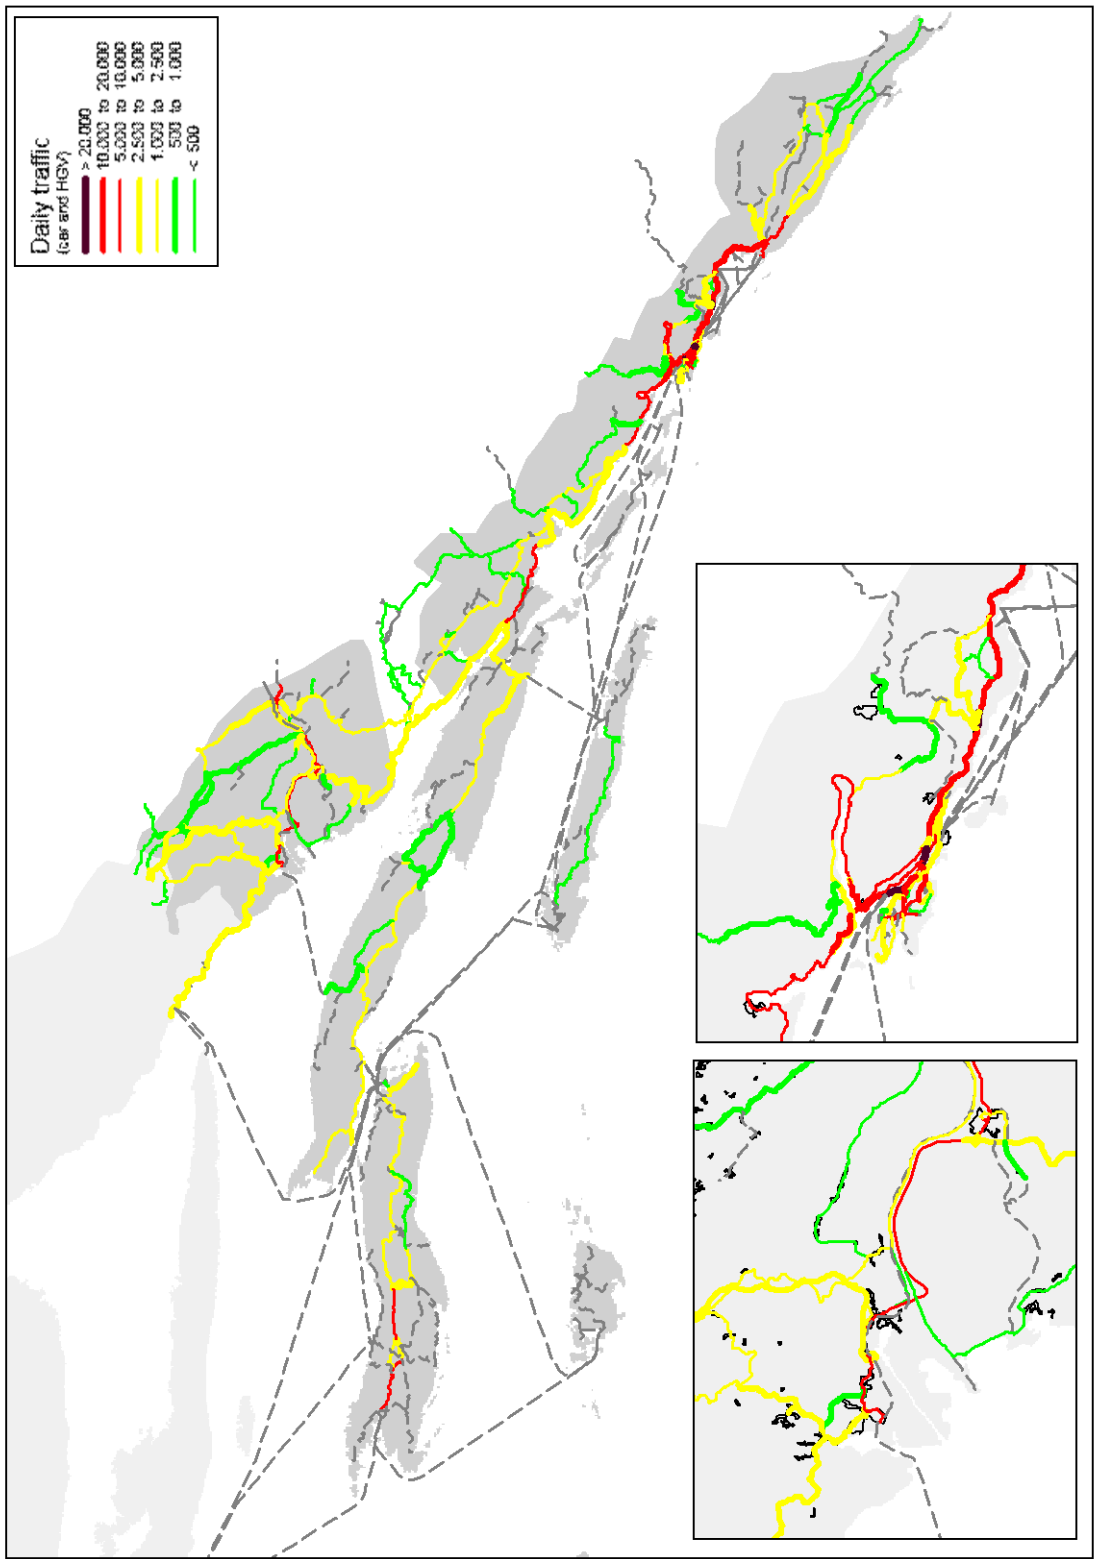 Daily traffic
(car and HGV)
> 20.000
10.000 to 20.000
5.000 to 10.000
2.500 to 5.000
1.000 to 2.500
500 to 1.000
< 500